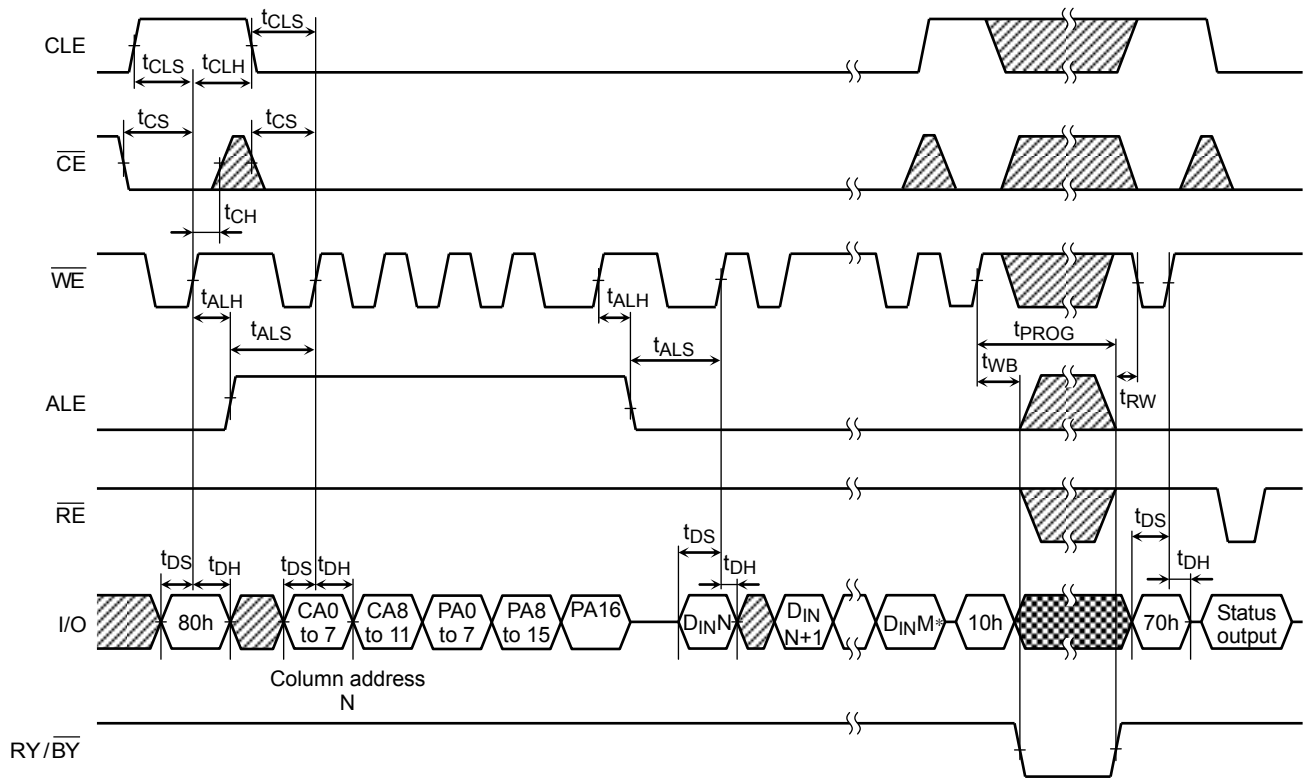 tCLS
CLE
tCLS tCLH
tCS tCS
CE
tCH
WE
tALH tALH
tALS tPROG
tALS
tWB
ALE
tRW
RE
tDS tDS
tDS tDH tDS tDH tDH tDH
I/O 80h CA0 to 7 CA8 to 11 PA0 to 7 PA8 to 15 PA16 DINN DIN N+1 DINM* 10h 70h Status output
Column address
N
RY/BY